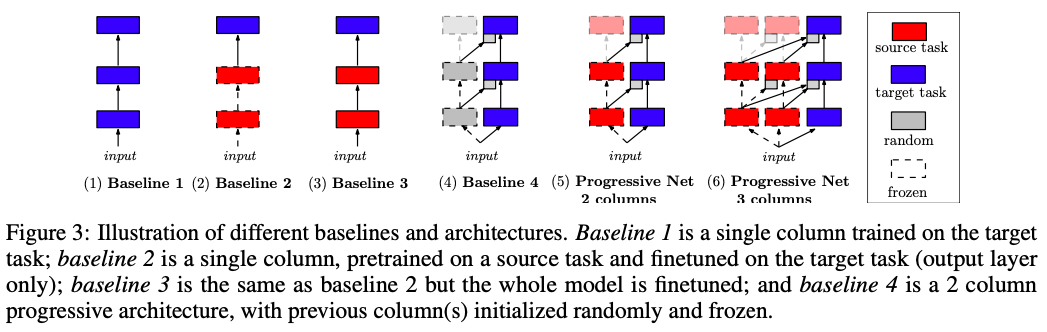 input
input
input
input
input
input
(1) Baseline 1
(2) Baseline 2
(3) Baseline 3
(4) Baseline 4
(5) Progressive Net
2 columns
(6) Progressive Net
3 columns
source task
target task
random
frozen
Figure 3: Illustration of different baselines and architectures. Baseline 1 is a single column trained on the target
task; baseline 2 is a single column, pretrained on a source task and finetuned on the target task (output layer
only); baseline 3 is the same as baseline 2 but the whole model is finetuned; and baseline 4 is a 2 column
progressive architecture, with previous column(s) initialized randomly and frozen.